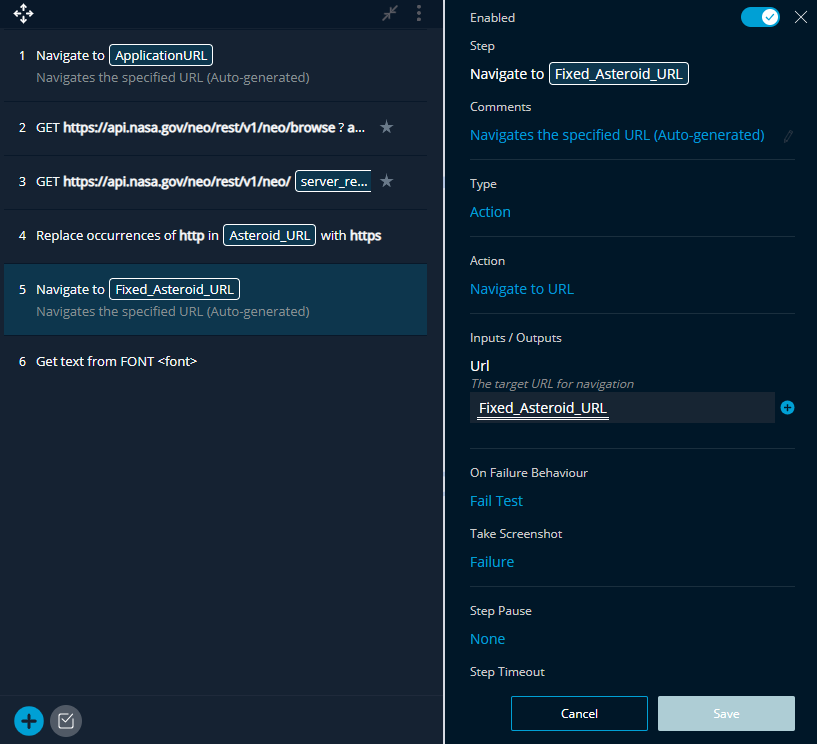 1 Navigate to ApplicationURL
Navigates the specified URL (Auto-generated)
2 GET https://api.nasa.gov/neo/rest/v1/neo/browse ? a...
3 GET https://api.nasa.gov/neo/rest/v1/neo/ server_re...
4 Replace occurrences of http in Asteroid_URL with https
5 Navigate to Fixed_Asteroid_URL
Navigates the specified URL (Auto-generated)
6 Get text from FONT <font>
Enabled
Step
Navigate to Fixed_Asteroid_URL
Comments
Navigates the specified URL (Auto-generated)
Type
Action
Action
Navigate to URL
Inputs / Outputs
Url
The target URL for navigation
Fixed_Asteroid_URL
On Failure Behaviour
Fail Test
Take Screenshot
Failure
Step Pause
None
Step Timeout
Cancel Save